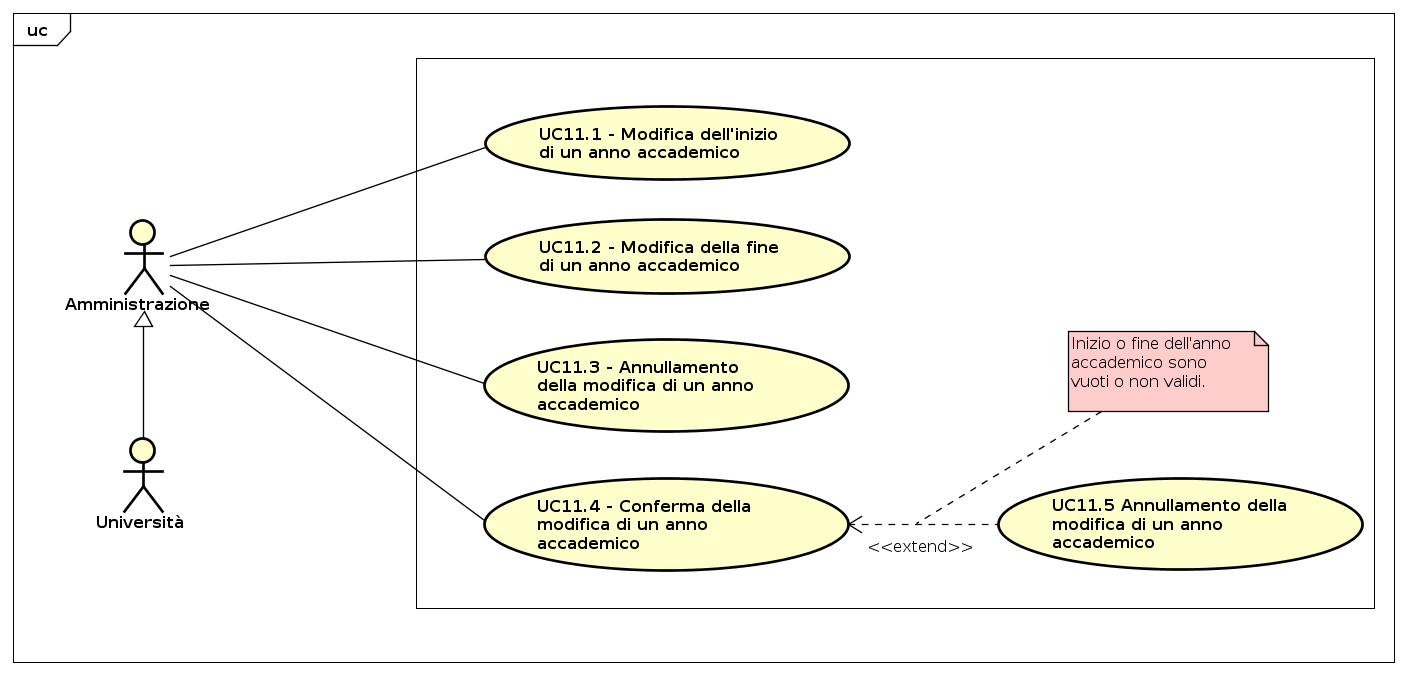 uc
UC11.1 - Modifica dell'inizio
di un anno accademico
UC11.2 - Modifica della fine
di un anno accademico
Amministrazione
Inizio o fine dell'anno
accademico sono
vuoti o non validi.
UC11.3 - Annullamento
della modifica di un anno
accademico
Università
UC11.4 - Conferma della
modifica di un anno
accademico
<<extend>>
UC11.5 Annullamento della
modifica di un anno
accademico